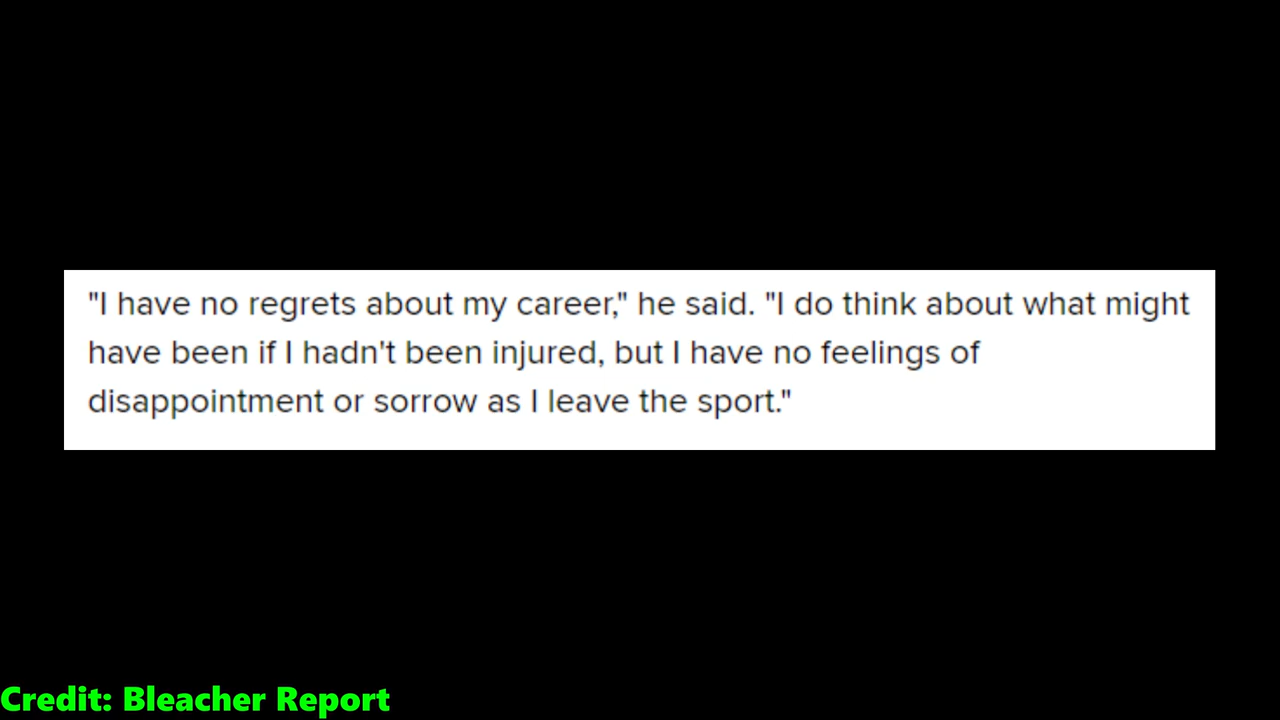 "I have no regrets about my career," he said. "I do think about what might
have been if I hadn't been injured, but I have no feelings of
disappointment or sorrow as I leave the sport."
Credit: Bleacher Report